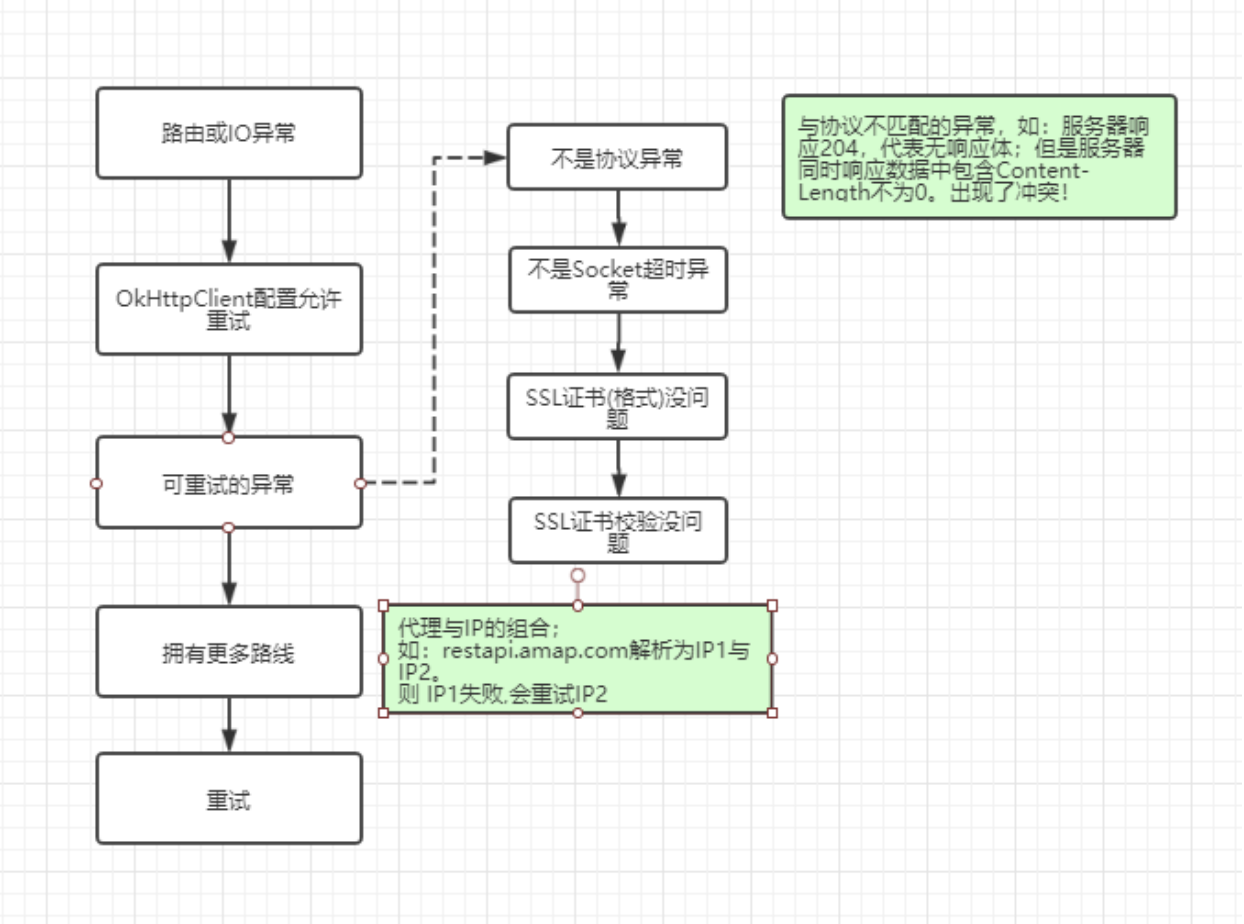 路由或IO异常
OkHttpClient配置允许
重试
可重试的异常
拥有更多路线
重试
不是协议异常
不是Socket超时异
常
SSL证书(格式)没问
题
SSL证书校验没问
题
与协议不匹配的异常，如：服务器响
应204，代表无响应体；但是服务器
同时响应数据中包含Content-
Length不为0。出现了冲突！
代理与IP的组合；
如：restapi.amap.com解析为IP1与
IP2。
则 IP1失败,会重试IP2